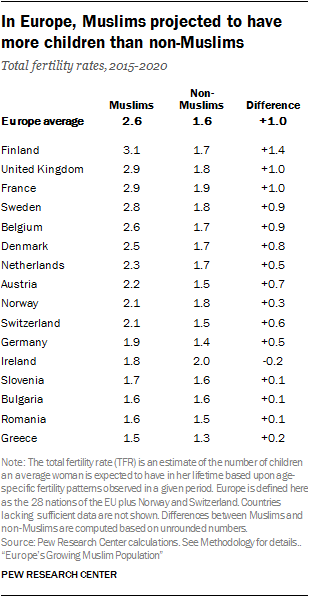 In Europe, Muslims projected to have
more children than non-Muslims
Total fertility rates, 2015-2020
Muslims Non-Muslims Difference
Europe average 2.6 1.6 +1.0
Finland 3.1 1.7 +1.4
United Kingdom 2.9 1.8 +1.0
France 2.9 1.9 +1.0
Sweden 2.8 1.8 +0.9
Belgium 2.6 1.7 +0.9
Denmark 2.5 1.7 +0.8
Netherlands 2.3 1.7 +0.5
Austria 2.2 1.5 +0.7
Norway 2.1 1.8 +0.3
Switzerland 2.1 1.5 +0.6
Germany 1.9 1.4 +0.5
Ireland 1.8 2.0 -0.2
Slovenia 1.7 1.6 +0.1
Bulgaria 1.6 1.6 +0.1
Romania 1.6 1.5 +0.1
Greece 1.5 1.3 +0.2
Note: The total fertility rate (TFR) is an estimate of the number of children
an average woman is expected to have in her lifetime based upon age-
specific fertility patterns observed in a given period. Europe is defined here
as the 28 nations of the EU plus Norway and Switzerland. Countries
lacking sufficient data are not shown. Differences between Muslims and
non-Muslims are computed based on unrounded numbers.
Source: Pew Research Center calculations. See Methodology for details..
“Europe’s Growing Muslim Population”
PEW RESEARCH CENTER